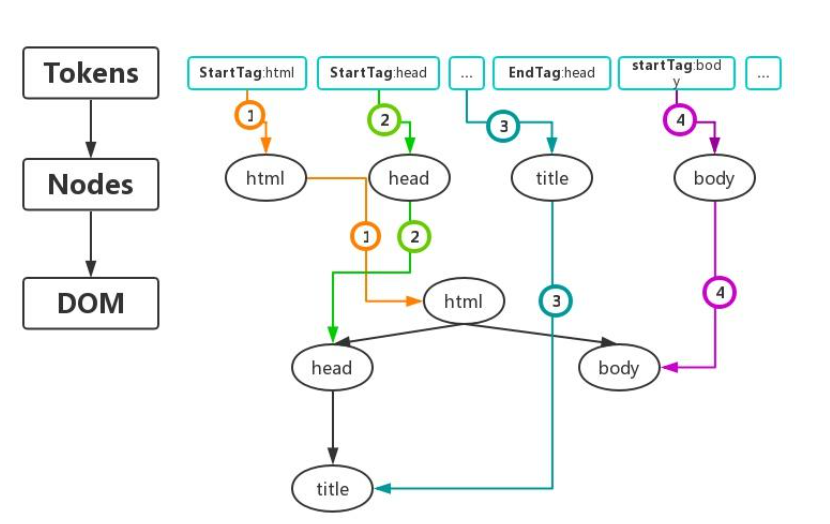 Tokens
StartTag:html
StartTag:head
...
EndTag:head
startTag:bod
y
...
1
2
3
4
Nodes
html
head
title
body
1
2
DOM
html
3
4
head
body
title